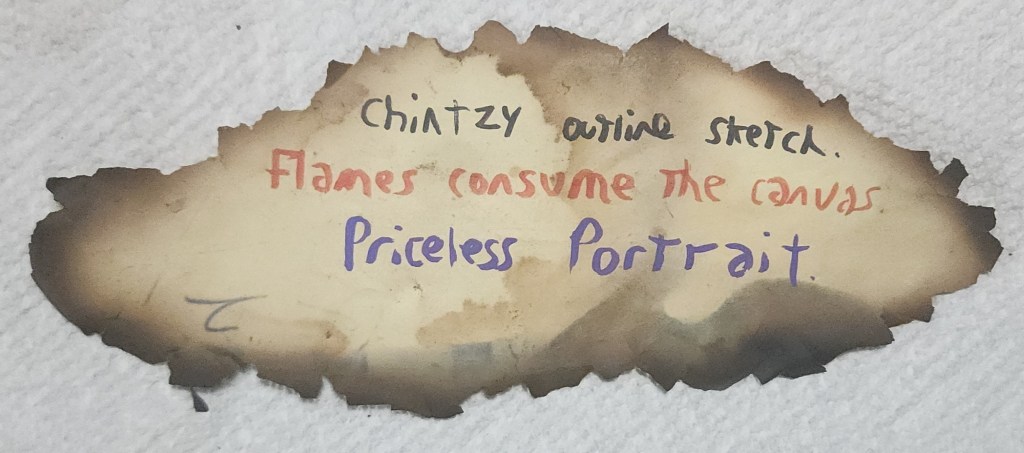 Chintzy outline sketch.
Flames consume the canvas.
Priceless Portrait.